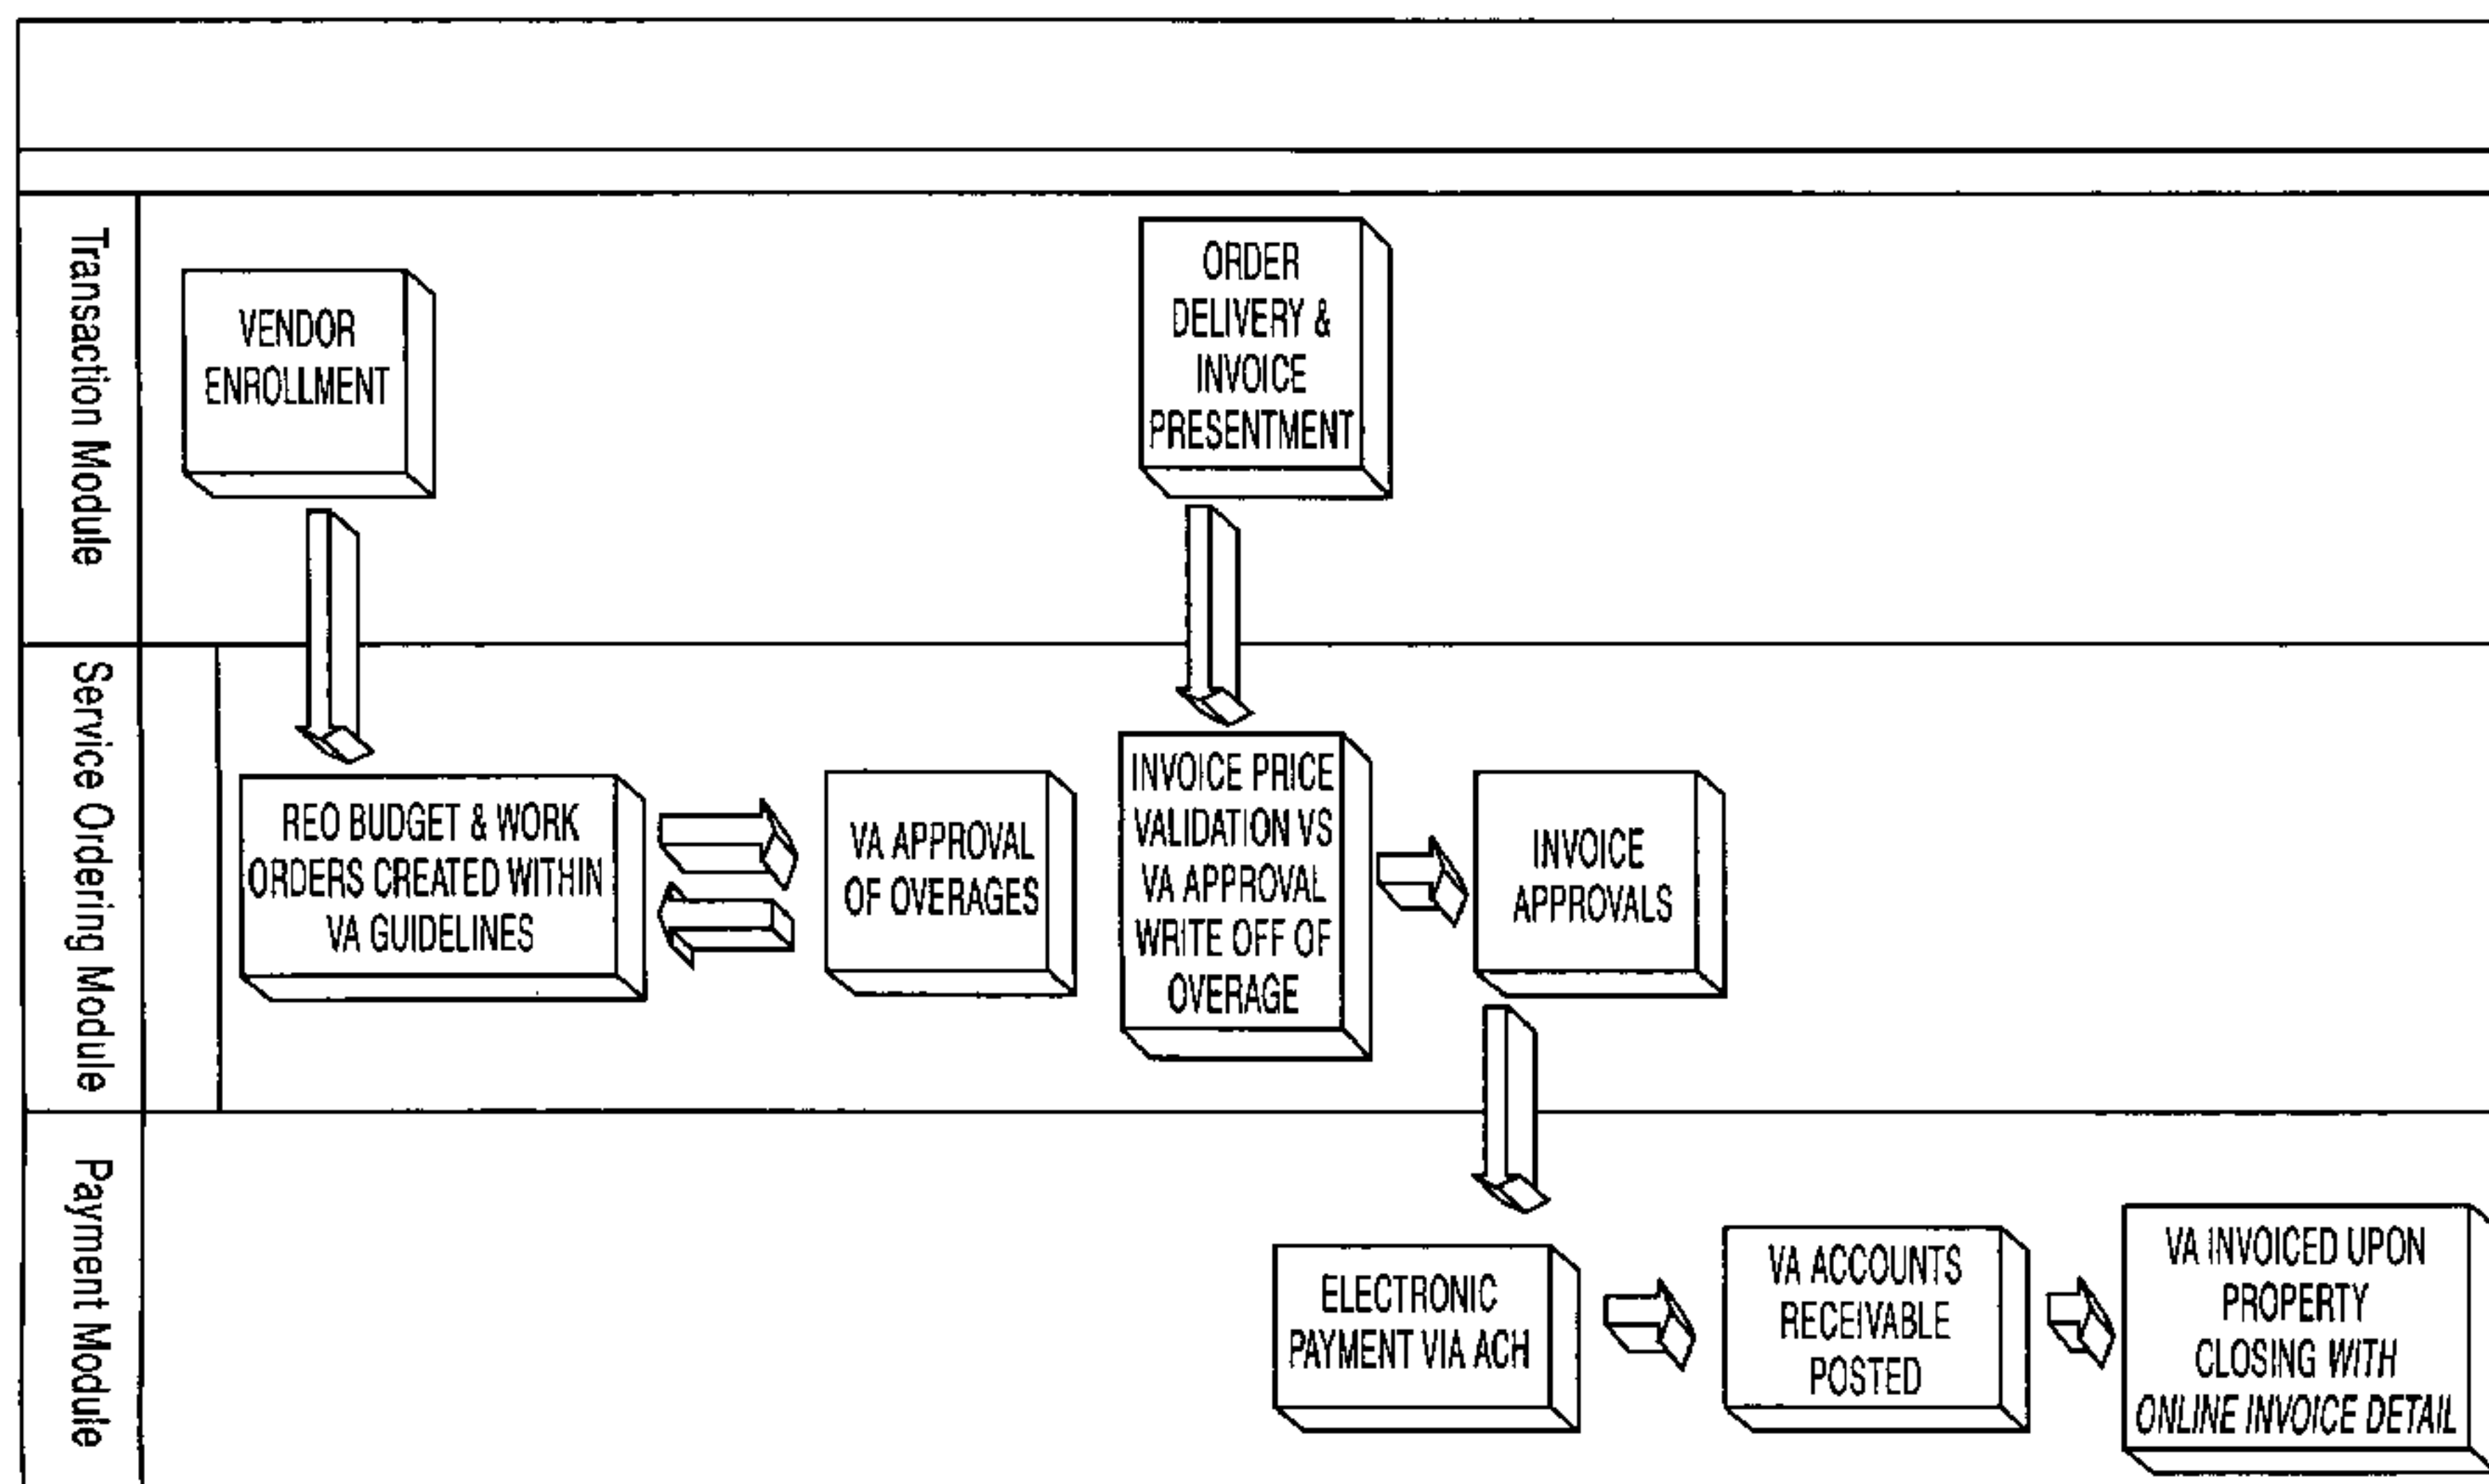 Transaction Module
VENDOR
ENROLLMENT
ORDER
DELIVERY &
INVOICE
PRESENTMENT
Service Ordering Module
REO BUDGET & WORK
ORDERS CREATED WITHIN
VA GUIDELINES
VA APPROVAL
OF OVERAGES
INVOICE PRICE
VALIDATION VS
VA APPROVAL
WRITE OFF OF
OVERAGE
INVOICE
APPROVALS
Payment Module
ELECTRONIC
PAYMENT VIA ACH
VA ACCOUNTS
RECEIVABLE
POSTED
VA INVOICED UPON
PROPERTY
CLOSING WITH
ONLINE INVOICE DETAIL